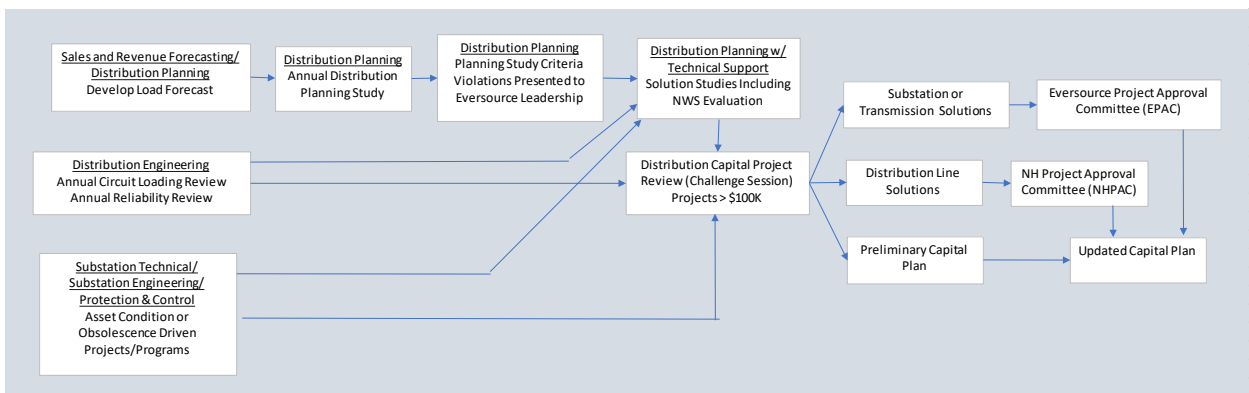 Sales and Revenue Forecasting/
Distribution Planning
Develop Load Forecast
Distribution Planning
Annual Distribution
Planning Study
Distribution Planning
Planning Study Criteria
Violations Presented to
Eversource Leadership
Distribution Planning w/
Technical Support
Solution Studies Including
NWS Evaluation
Substation or
Transmission Solutions
Eversource Project Approval
Committee (EPAC)
Distribution Engineering
Annual Circuit Loading Review
Annual Reliability Review
Distribution Capital Project
Review (Challenge Session)
Projects > $100K
Distribution Line
Solutions
NH Project Approval
Committee (NHPAC)
Preliminary Capital
Plan
Updated Capital Plan
Substation Technical/
Substation Engineering/
Protection & Control
Asset Condition or
Obsolescence Driven
Projects/Programs